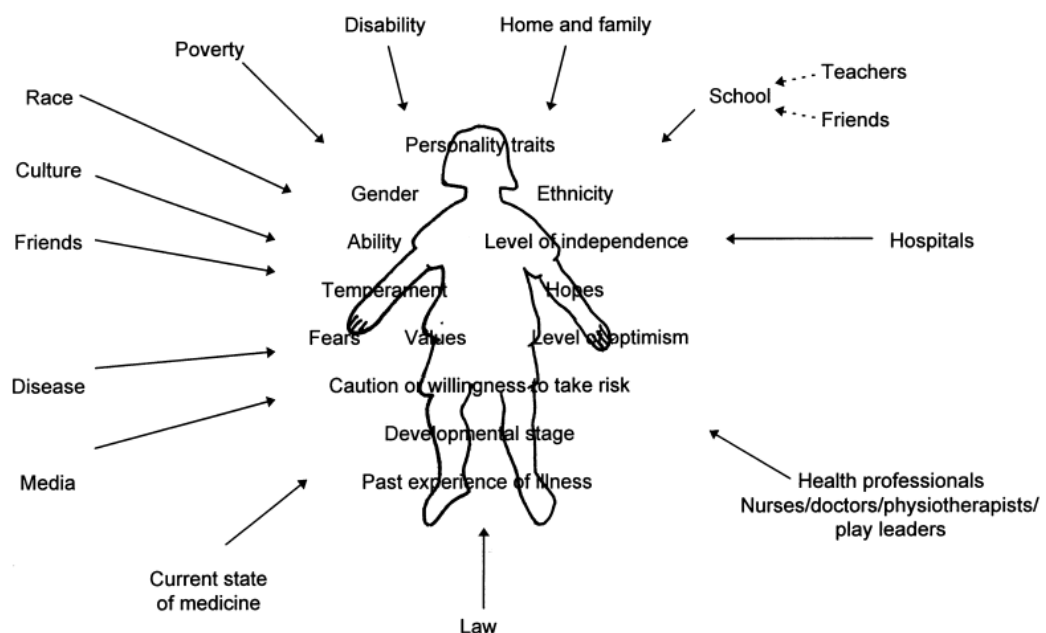 Disability
Home and family
Poverty
Teachers
Race
School
Friends
Personality traits
Culture
Gender
Ethnicity
Friends
Ability
Level of independence
Hospitals
Temperament
Hopes
Fears
Values
Level of optimism
Disease
Caution or willingness to take risk
Developmental stage
Media
Past experience of illness
Health professionals
Nurses/doctors/physiotherapists/
play leaders
Current state
of medicine
Law